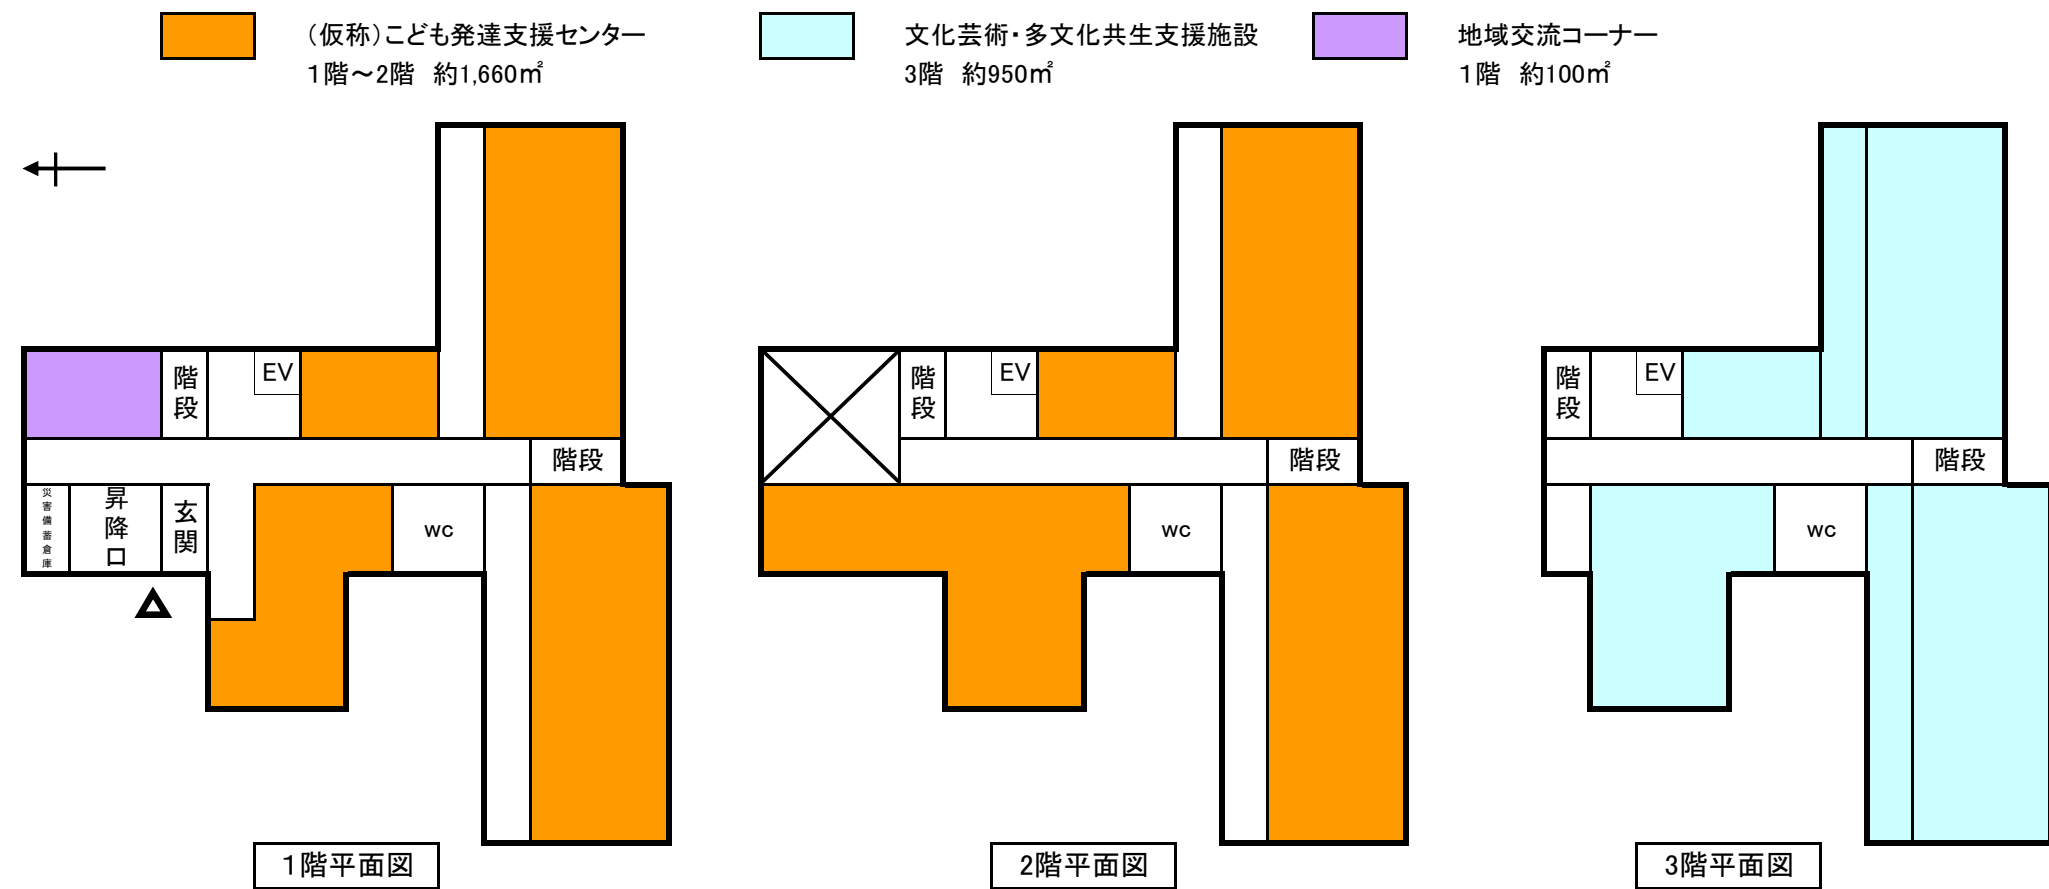 （仮称）こども発達支援センター
１階～2階　約1,660㎡
文化芸術・多文化共生支援施設
3階　約950㎡
地域交流コーナー
１階　約100㎡
階段
EV
階段
災害備蓄倉庫
昇降口
玄関
WC
１階平面図
階段
EV
階段
WC
2階平面図
階段
EV
階段
WC
3階平面図